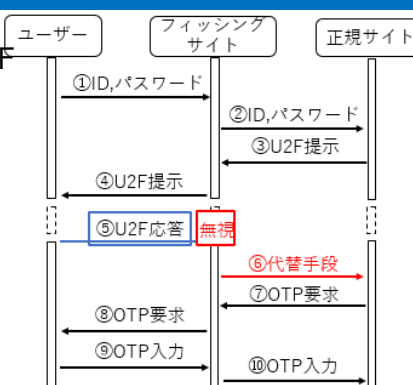 ユーザー
フィッシング
サイト
正規サイト
①ID,パスワード
②ID,パスワード
③U2F提示
④U2F提示
⑤U2F応答
無視
⑥代替手段
⑦OTP要求
⑧OTP要求
⑨OTP入力
⑩OTP入力